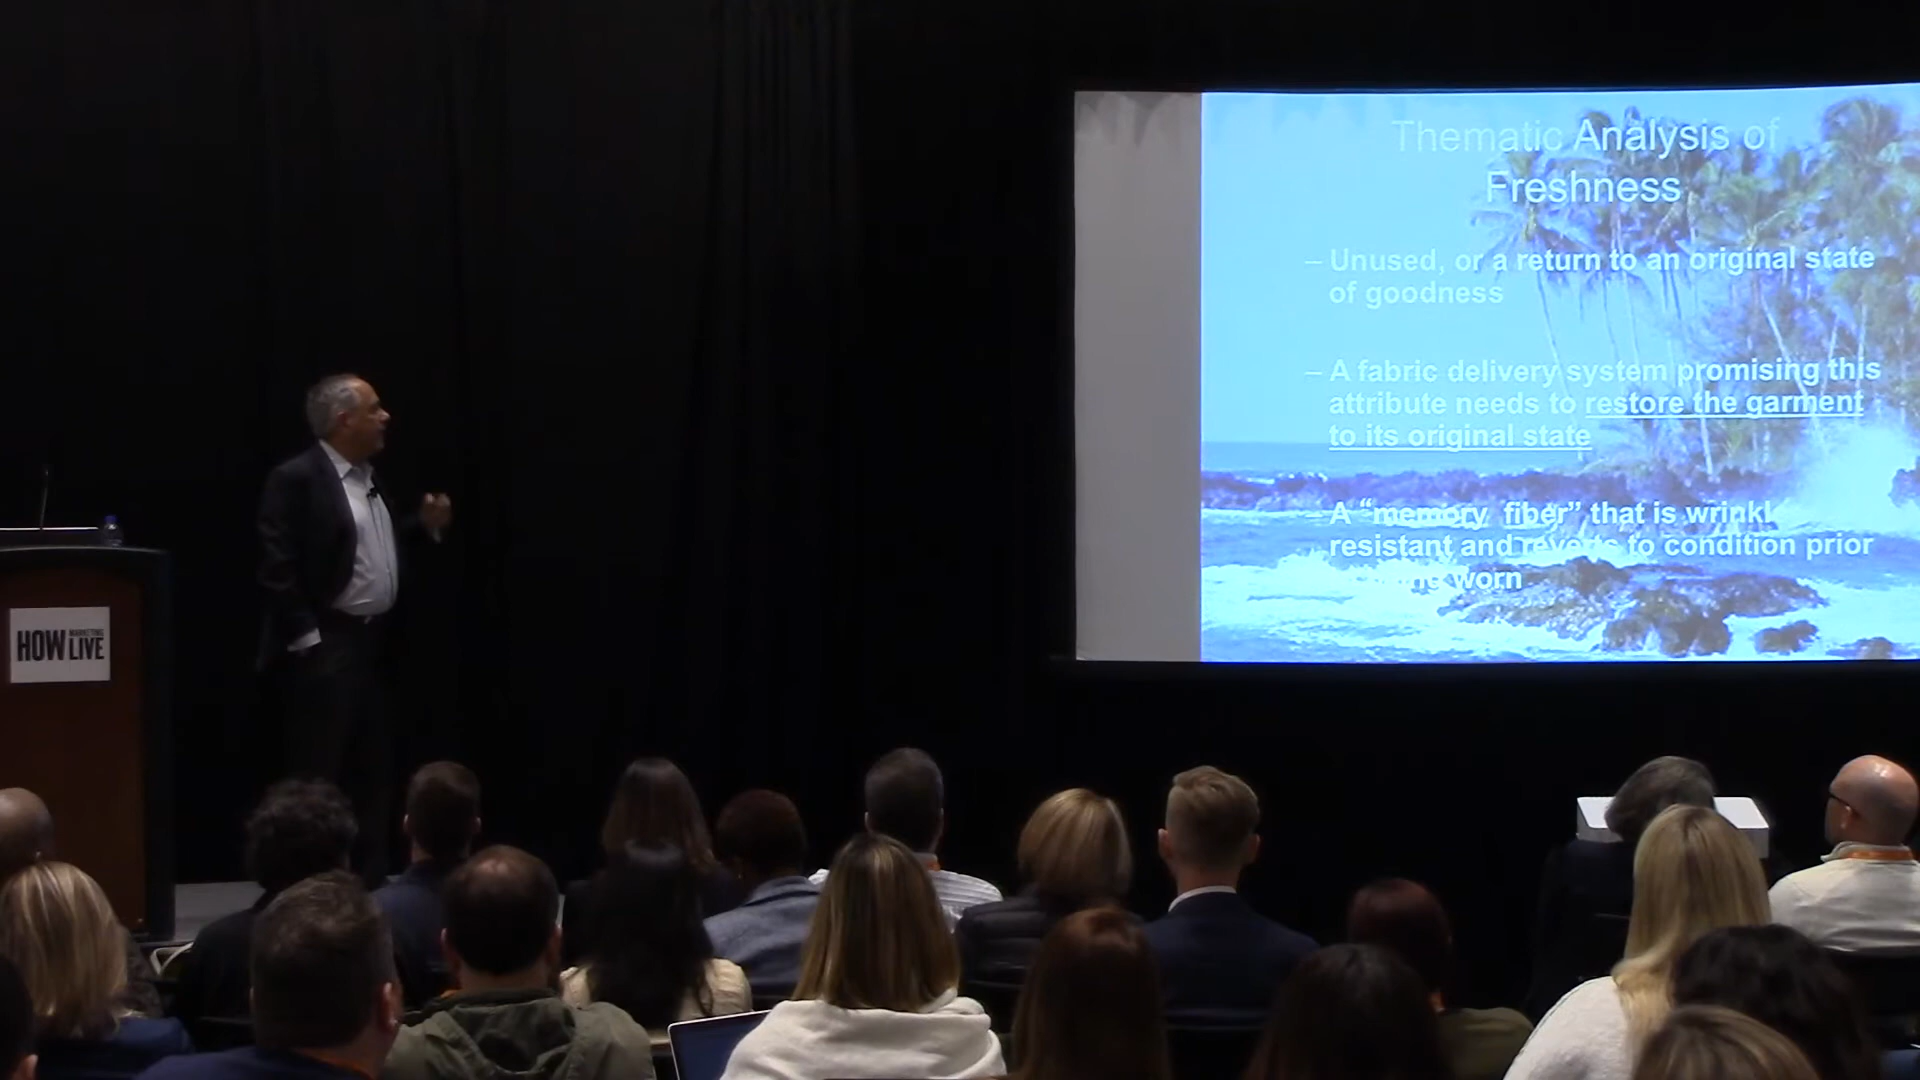 Thematic Analysis of
Freshness
– Unused, or a return to an original state
of goodness
– A fabric delivery system promising this
attribute needs to restore the garment
to its original state
– A “memory fiber” that is wrinkl
resistant and reverts to condition prior
worn
HOW MARKETING LIVE